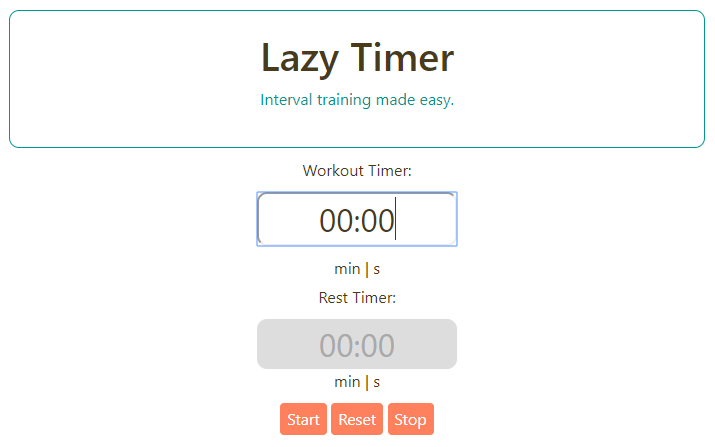 Lazy Timer
Interval training made easy.
Workout Timer:
00:00
min | s
Rest Timer:
00:00
min | s
Start Reset Stop